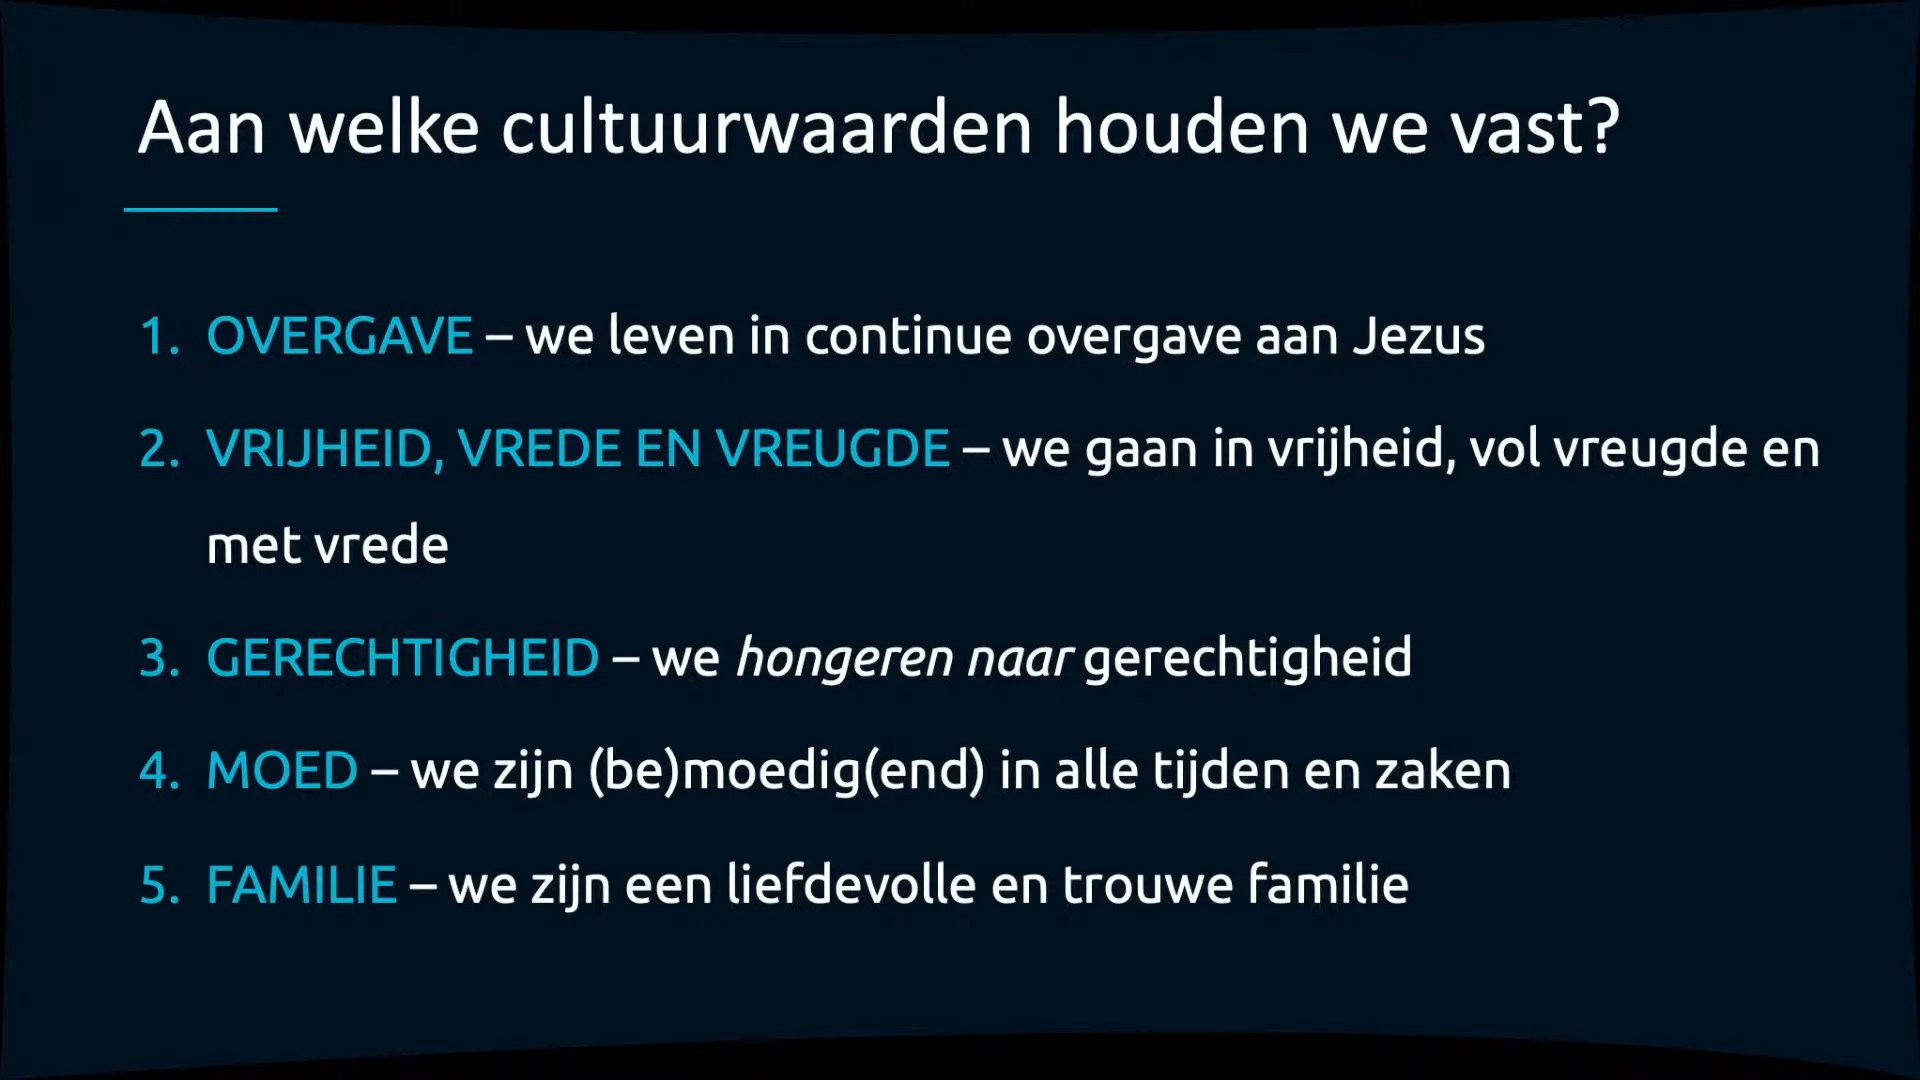 Aan welke cultuurwaarden houden we vast?
1. OVERGAVE – we leven in continue overgave aan Jezus
2. VRIJHEID, VREDE EN VREUGDE – we gaan in vrijheid, vol vreugde en
met vrede
3. GERECHTIGHEID – we hongeren naar gerechtigheid
4. MOED – we zijn (be)moedig(end) in alle tijden en zaken
5. FAMILIE – we zijn een liefdevolle en trouwe familie